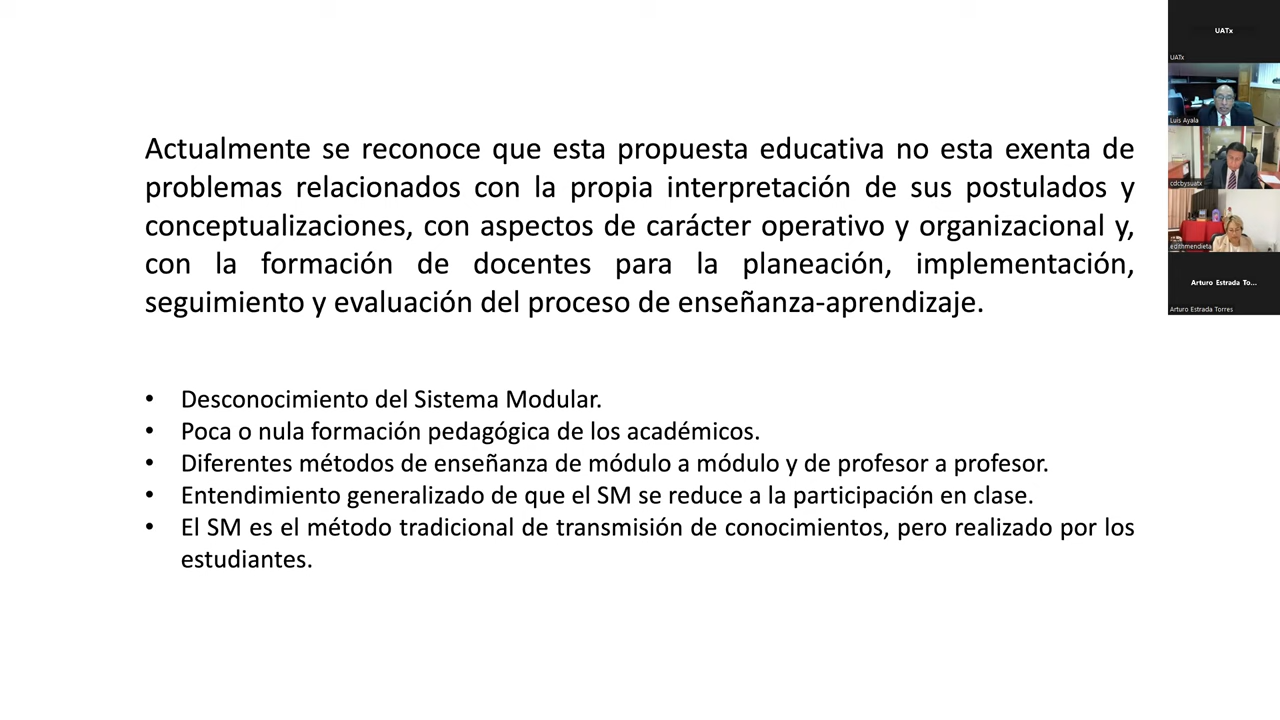 Actualmente se reconoce que esta propuesta educativa no esta exenta de
problemas relacionados con la propia interpretación de sus postulados y
conceptualizaciones, con aspectos de carácter operativo y organizacional y,
con la formación de docentes para la planeación, implementación,
seguimiento y evaluación del proceso de enseñanza-aprendizaje.
• Desconocimiento del Sistema Modular.
• Poca o nula formación pedagógica de los académicos.
• Diferentes métodos de enseñanza de módulo a módulo y de profesor a profesor.
• Entendimiento generalizado de que el SM se reduce a la participación en clase.
• El SM es el método tradicional de transmisión de conocimientos, pero realizado por los
estudiantes.
UATx
UATx
Luis Ayala
cdcbysuatx
edithmendieta
Arturo Estrada To...
Arturo Estrada Torres